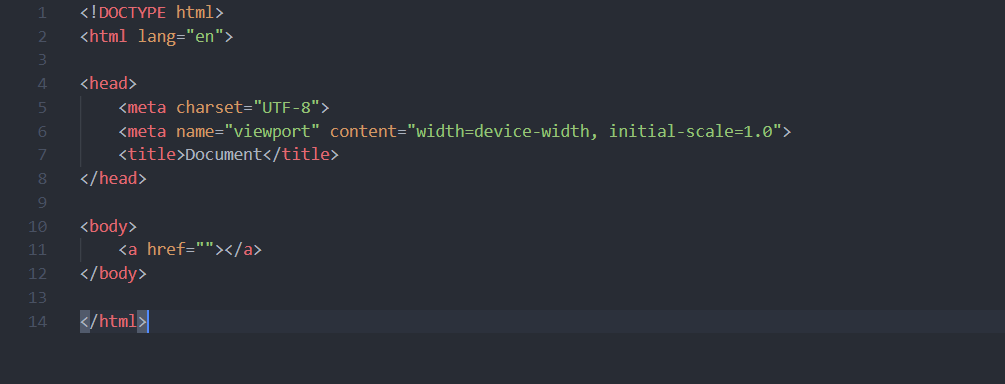 1 <!DOCTYPE html>
2 <html lang="en">
3
4 <head>
5     <meta charset="UTF-8">
6     <meta name="viewport" content="width=device-width, initial-scale=1.0">
7     <title>Document</title>
8 </head>
9
10 <body>
11     <a href=""></a>
12 </body>
13
14 </html>